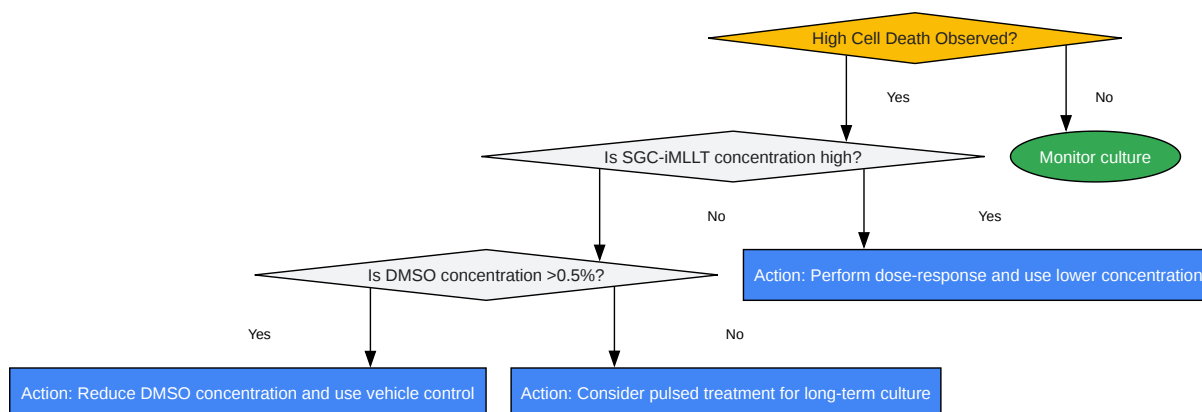 High Cell Death Observed?
Yes
No
Is SGC-iMLLT concentration high?
Monitor culture
No
Yes
Is DMSO concentration >0.5%?
Action: Perform dose-response and use lower concentration
Yes
No
Action: Reduce DMSO concentration and use vehicle control
Action: Consider pulsed treatment for long-term culture